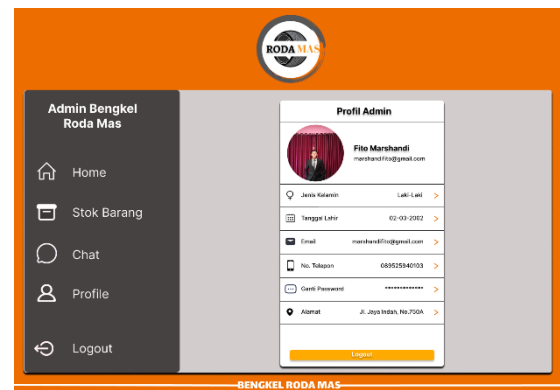 RODA MAS
Admin Bengkel
Roda Mas
Home
Stok Barang
Chat
Profile
Logout
Profil Admin
Fito Marshandi
marshandifito@gmail.com
Jenis Kelamin Laki-Laki
Tanggal Lahir 02-03-2002
Email marshandifito@gmail.com
No. Telepon 089525940103
Ganti Password *************
Alamat Jl. Jaya Indah, No.750A
Logout
BENGKEL RODA MAS